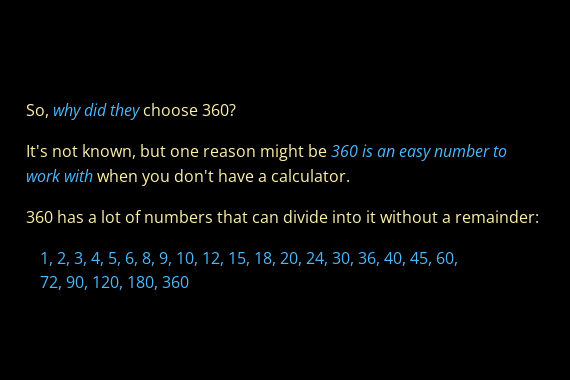 So, why did they choose 360?
It's not known, but one reason might be 360 is an easy number to
work with when you don't have a calculator.
360 has a lot of numbers that can divide into it without a remainder:
1, 2, 3, 4, 5, 6, 8, 9, 10, 12, 15, 18, 20, 24, 30, 36, 40, 45, 60,
72, 90, 120, 180, 360